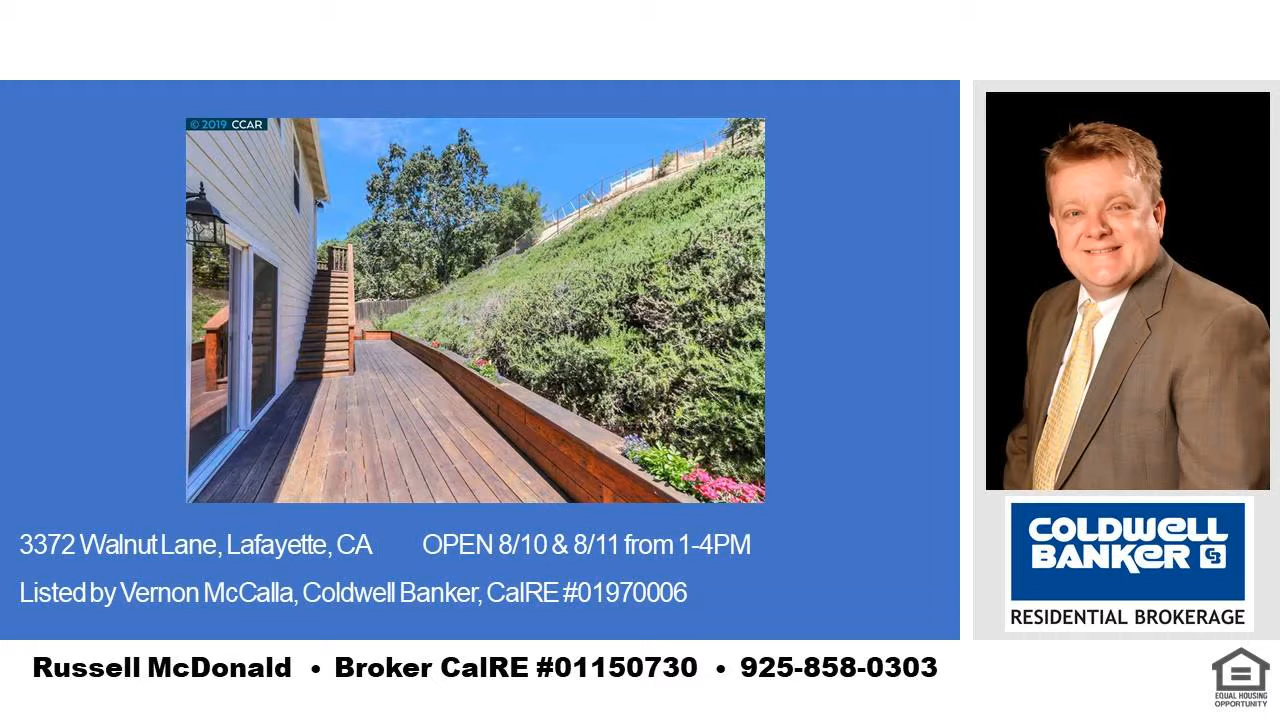 © 2019 CCAR
3372 Walnut Lane, Lafayette, CA OPEN 8/10 & 8/11 from 1-4PM
Listed by Vernon McCalla, Coldwell Banker, CalRE #01970006
COLDWELL
BANKER CB
RESIDENTIAL BROKERAGE
Russell McDonald • Broker CalRE #01150730 • 925-858-0303
EQUAL HOUSING
OPPORTUNITY